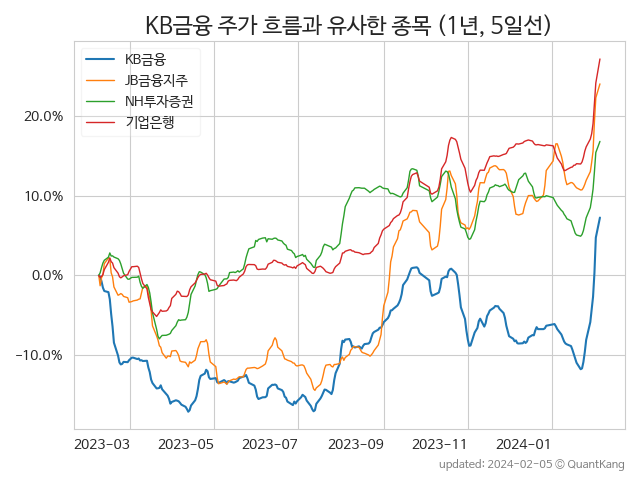 KB금융 주가 흐름과 유사한 종목 (1년, 5일선)
KB금융
JB금융지주
NH투자증권
기업은행
20.0%
10.0%
0.0%
−10.0%
2023-03 2023-05 2023-07 2023-09 2023-11 2024-01
updated: 2024-02-05 © QuantKang